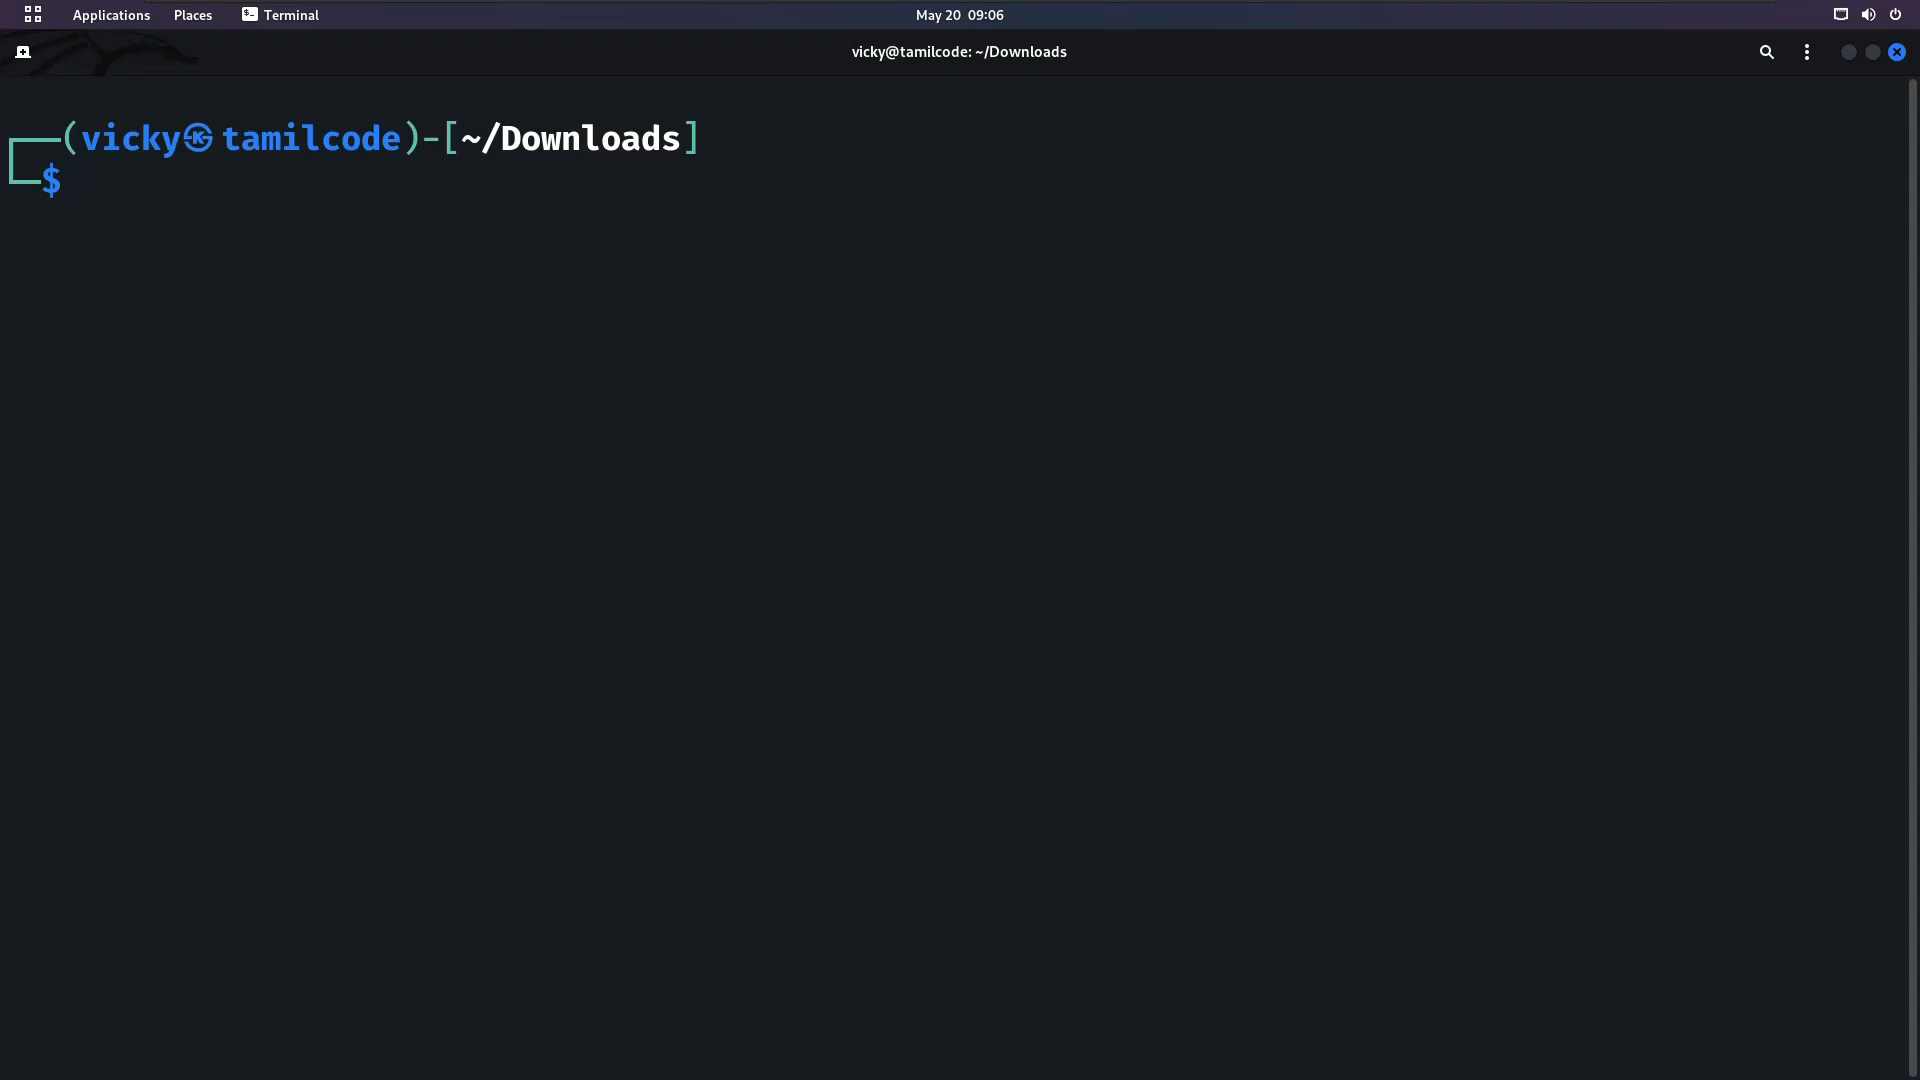 Applications Places Terminal May 20 09:06
vicky@tamilcode: ~/Downloads
┌──(vicky㉿tamilcode)-[~/Downloads]
└─$